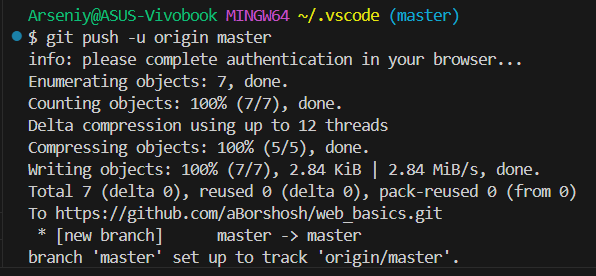 Arseniy@ASUS-Vivobook MINGW64 ~/.vscode (master)
$ git push -u origin master
info: please complete authentication in your browser...
Enumerating objects: 7, done.
Counting objects: 100% (7/7), done.
Delta compression using up to 12 threads
Compressing objects: 100% (5/5), done.
Writing objects: 100% (7/7), 2.84 KiB | 2.84 MiB/s, done.
Total 7 (delta 0), reused 0 (delta 0), pack-reused 0 (from 0)
To https://github.com/aBorshosh/web_basics.git
 * [new branch]      master -> master
branch 'master' set up to track 'origin/master'.